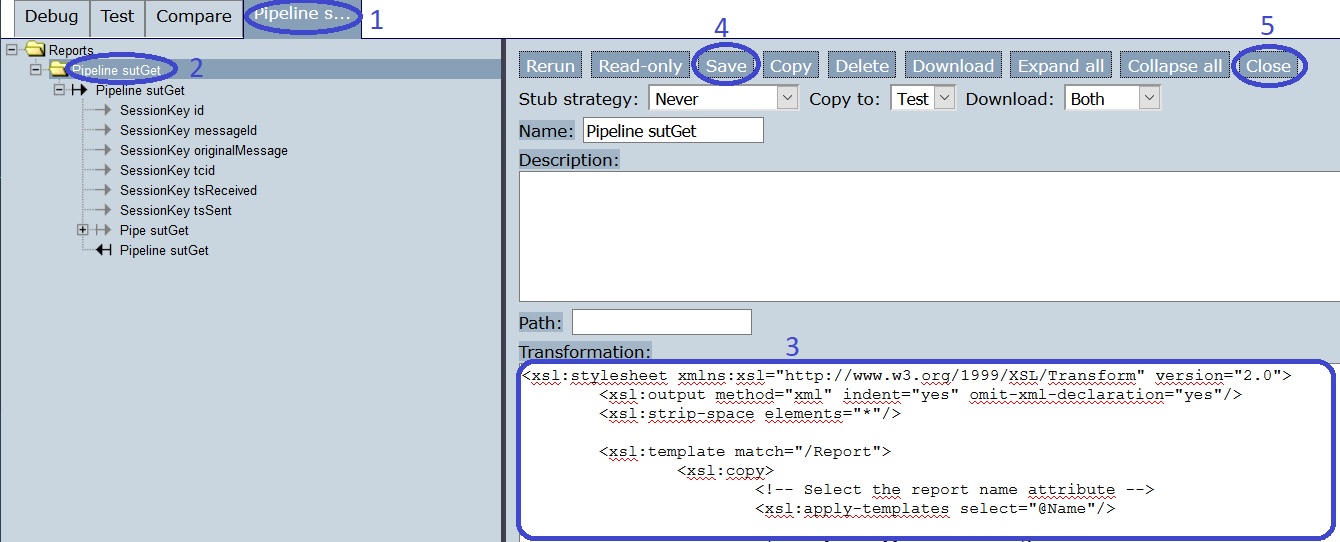 Debug Test Compare Pipeline s... 1
4 5
Reports
Pipeline sutGet 2
Pipeline sutGet
SessionKey id
SessionKey messageId
SessionKey originalMessage
SessionKey tcid
SessionKey tsReceived
SessionKey tsSent
Pipe sutGet
Pipeline sutGet
Rerun Read-only Save Copy Delete Download Expand all Collapse all Close
Stub strategy: Never Copy to: Test Download: Both
Name: Pipeline sutGet
Description:
Path:
Transformation: 3
<xsl:stylesheet xmlns:xsl="http://www.w3.org/1999/XSL/Transform" version="2.0">
<xsl:output method="xml" indent="yes" omit-xml-declaration="yes"/>
<xsl:strip-space elements="*"/>
<xsl:template match="/Report">
<xsl:copy>
<!-- Select the report name attribute -->
<xsl:apply-templates select="@Name"/>